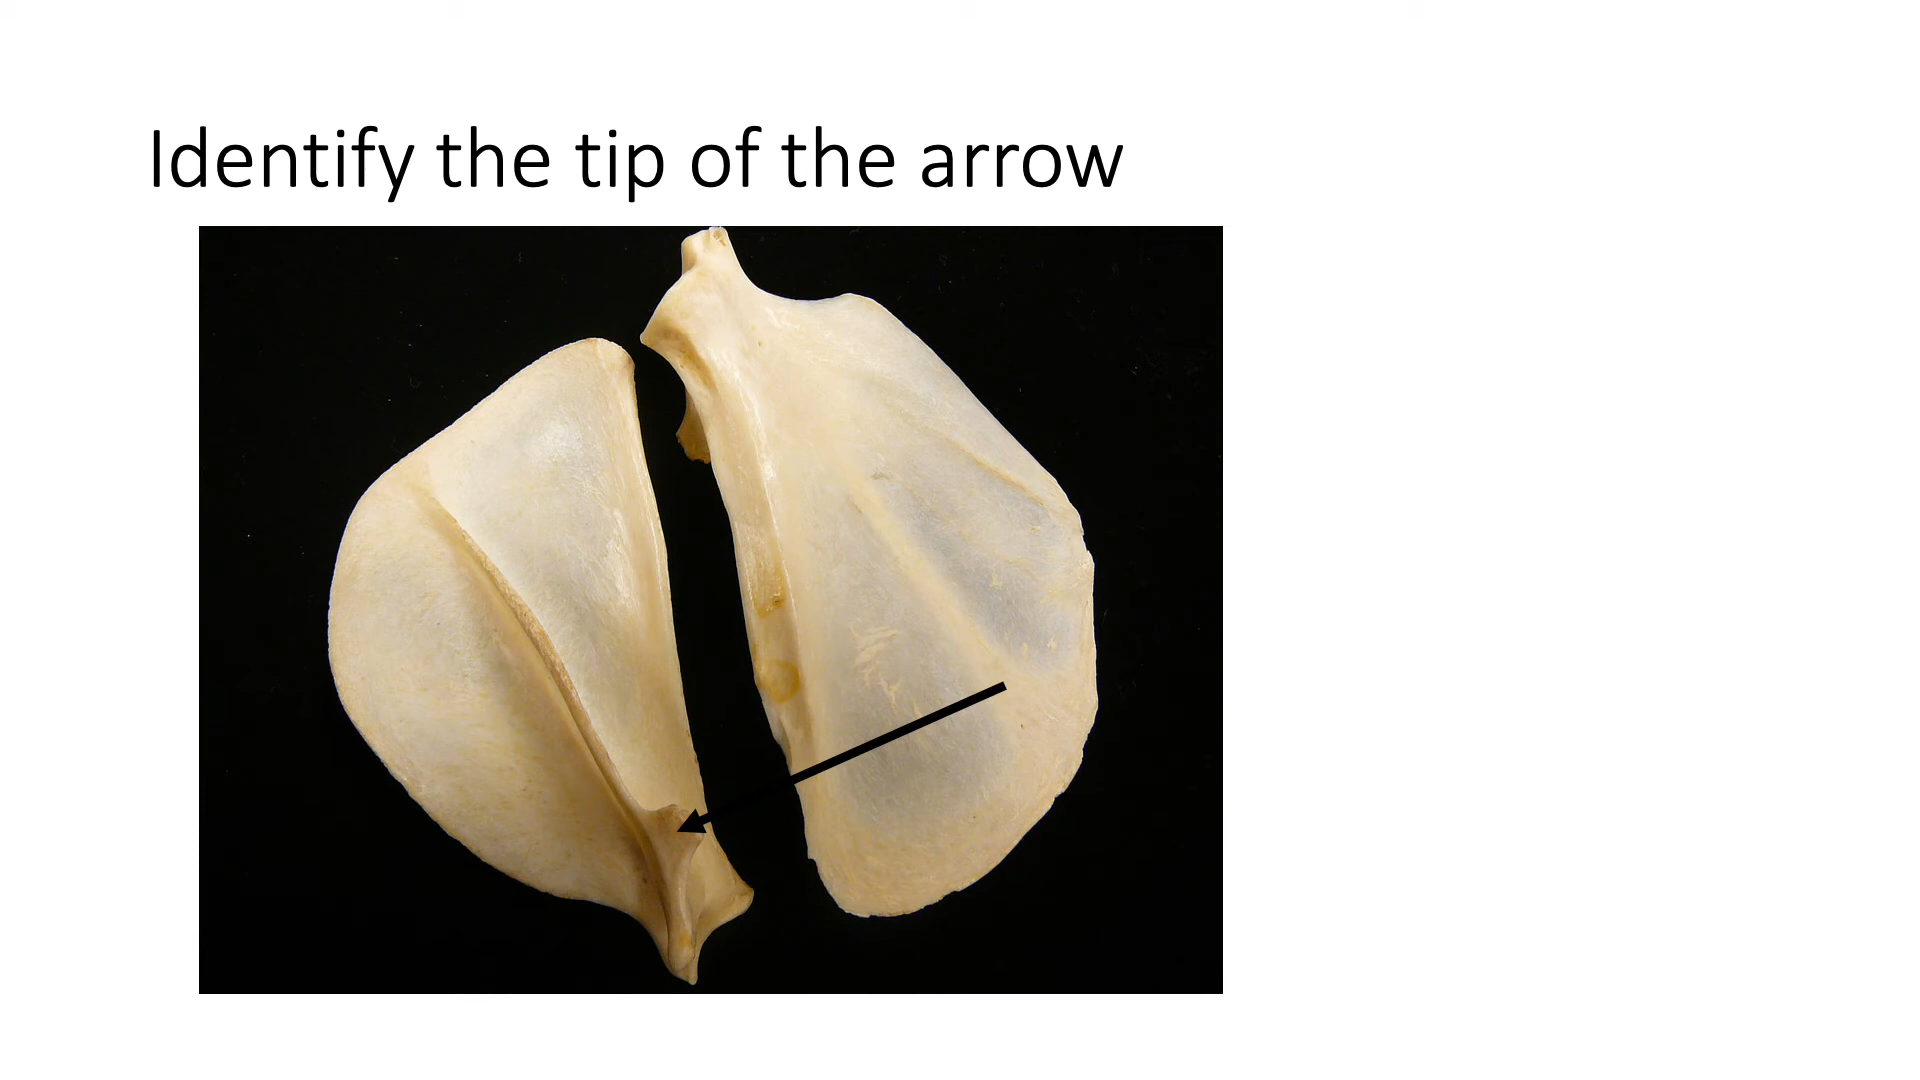 Identify the tip of the arrow